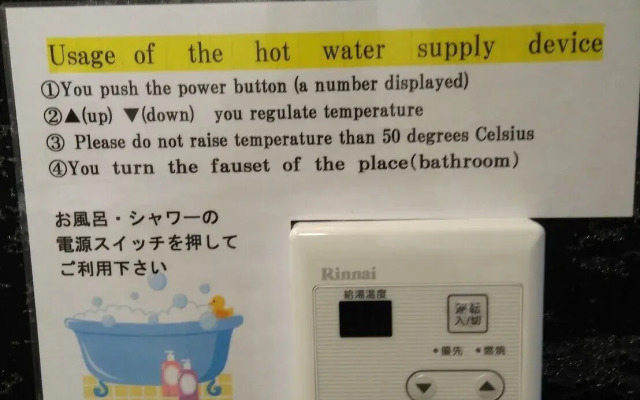 Usage of the hot water supply device
①You push the power button (a number displayed)
②▲(up) ▼(down) you regulate temperature
③ Please do not raise temperature than 50 degrees Celsius
④You turn the fauset of the place(bathroom)
お風呂・シャワーの
電源スイッチを押して
ご利用下さい
Rinnai
給湯温度
運転
入/切
•優先 •燃焼
▼ ▲